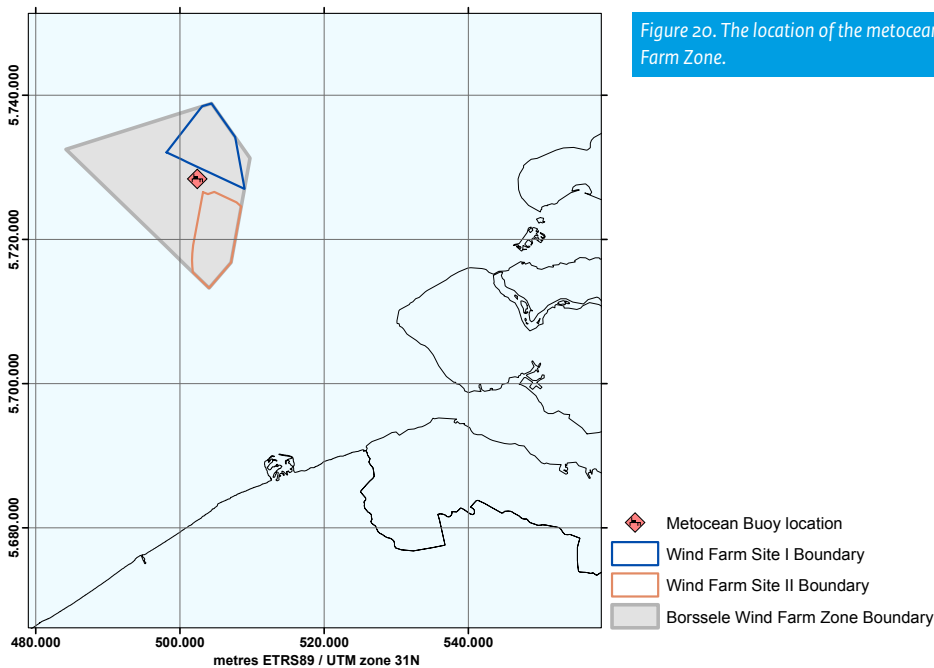 Figure 20. The location of the metocean
Farm Zone.
5.740.000
5.720.000
5.700.000
5.680.000
480.000
500.000
520.000
540.000
metres ETRS89 / UTM zone 31N
Metocean Buoy location
Wind Farm Site I Boundary
Wind Farm Site II Boundary
Borssele Wind Farm Zone Boundary